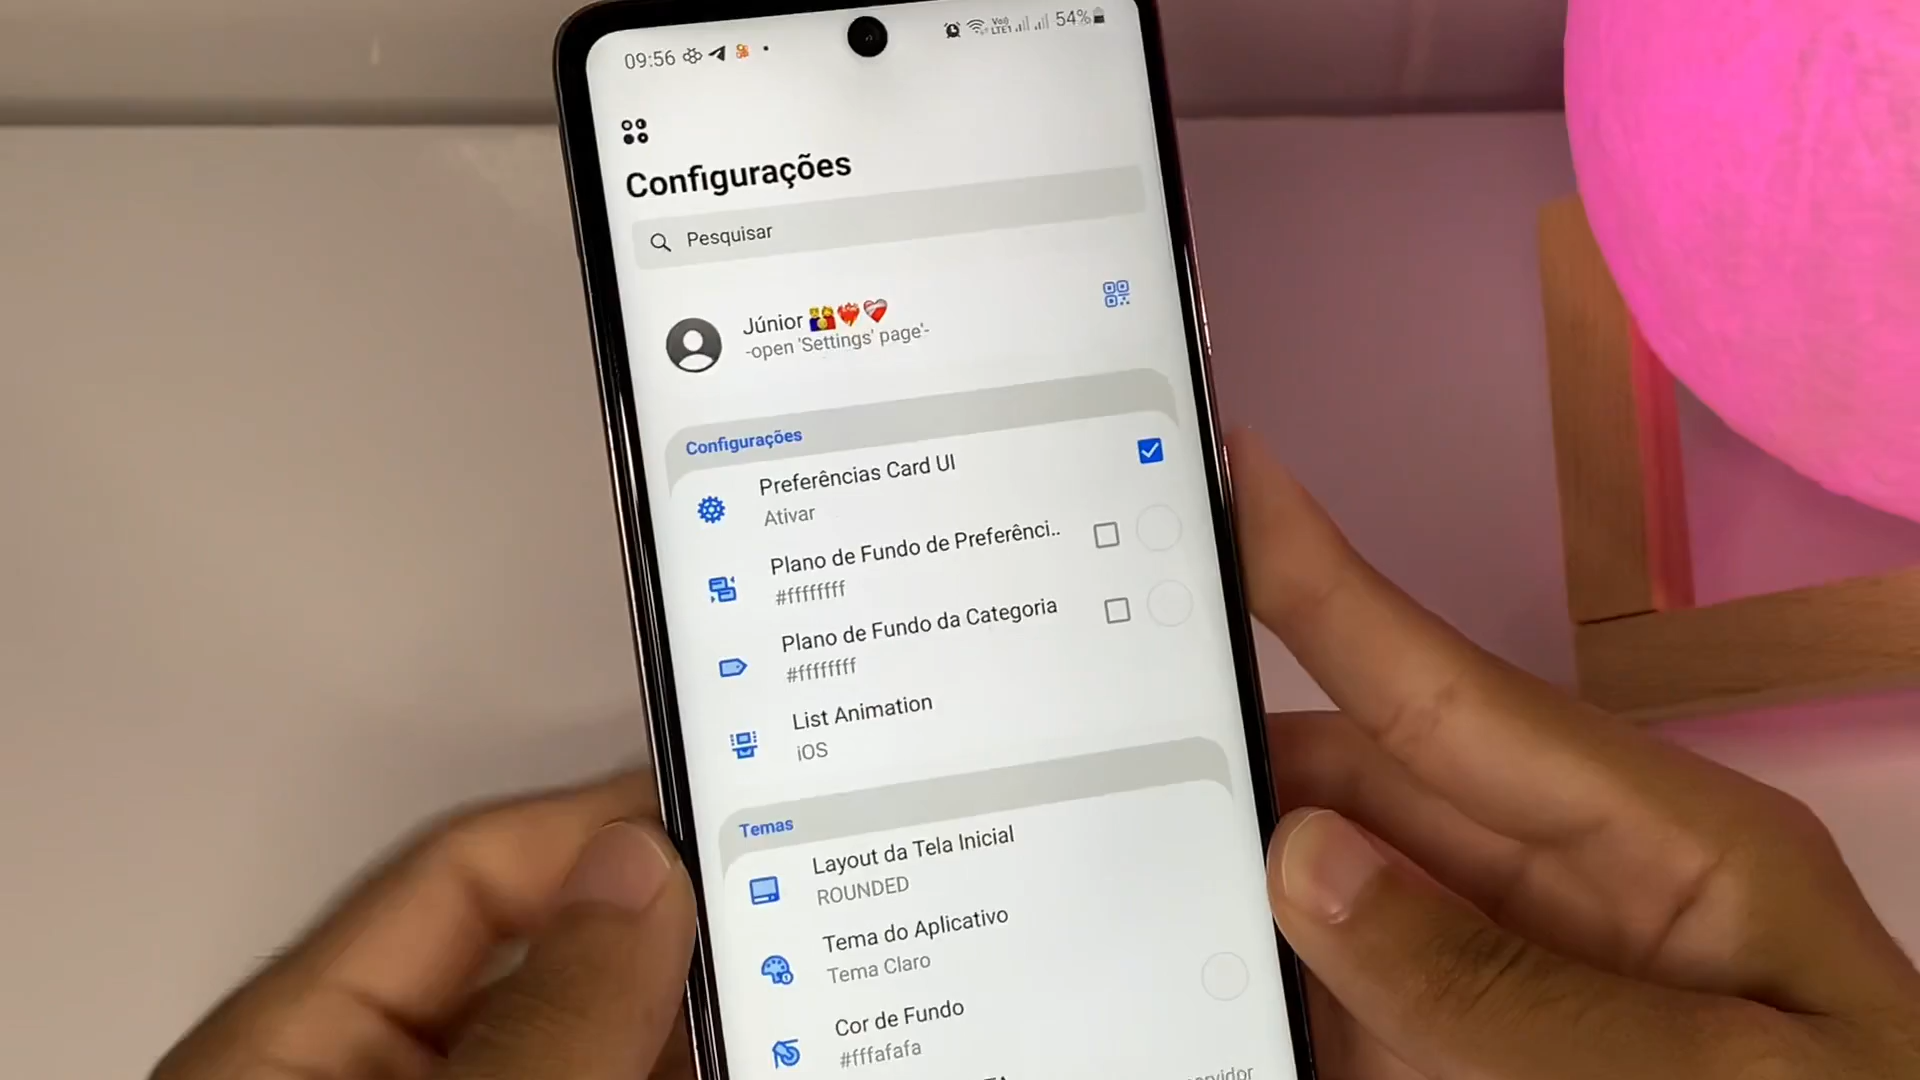 09:56
Vo)) LTE1 54%
Configurações
Pesquisar
Júnior
-open 'Settings' page'-
Configurações
Preferências Card UI
Ativar
Plano de Fundo de Preferênci..
#ffffffff
Plano de Fundo da Categoria
#ffffffff
List Animation
iOS
Temas
Layout da Tela Inicial
ROUNDED
Tema do Aplicativo
Tema Claro
Cor de Fundo
#fffafafa